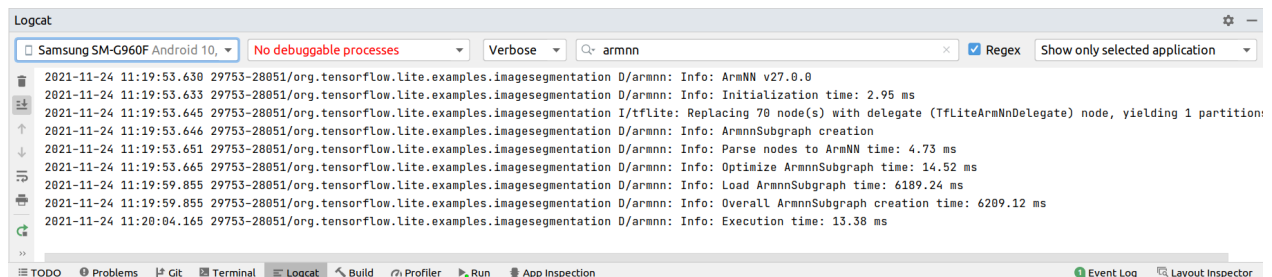 Logcat
Samsung SM-G960F Android 10, No debuggable processes Verbose armnn Regex Show only selected application
2021-11-24 11:19:53.630 29753-28051/org.tensorflow.lite.examples.imagesegmentation D/armnn: Info: ArmNN v27.0.0
2021-11-24 11:19:53.633 29753-28051/org.tensorflow.lite.examples.imagesegmentation D/armnn: Info: Initialization time: 2.95 ms
2021-11-24 11:19:53.645 29753-28051/org.tensorflow.lite.examples.imagesegmentation I/tflite: Replacing 70 node(s) with delegate (TfLiteArmNnDelegate) node, yielding 1 partitions
2021-11-24 11:19:53.646 29753-28051/org.tensorflow.lite.examples.imagesegmentation D/armnn: Info: ArmnnSubgraph creation
2021-11-24 11:19:53.651 29753-28051/org.tensorflow.lite.examples.imagesegmentation D/armnn: Info: Parse nodes to ArmNN time: 4.73 ms
2021-11-24 11:19:53.665 29753-28051/org.tensorflow.lite.examples.imagesegmentation D/armnn: Info: Optimize ArmnnSubgraph time: 14.52 ms
2021-11-24 11:19:59.855 29753-28051/org.tensorflow.lite.examples.imagesegmentation D/armnn: Info: Load ArmnnSubgraph time: 6189.24 ms
2021-11-24 11:19:59.855 29753-28051/org.tensorflow.lite.examples.imagesegmentation D/armnn: Info: Overall ArmnnSubgraph creation time: 6209.12 ms
2021-11-24 11:20:04.165 29753-28051/org.tensorflow.lite.examples.imagesegmentation D/armnn: Info: Execution time: 13.38 ms
TODO Problems Git Terminal Logcat Build Profiler Run App Inspection 1 Event Log Layout Inspector